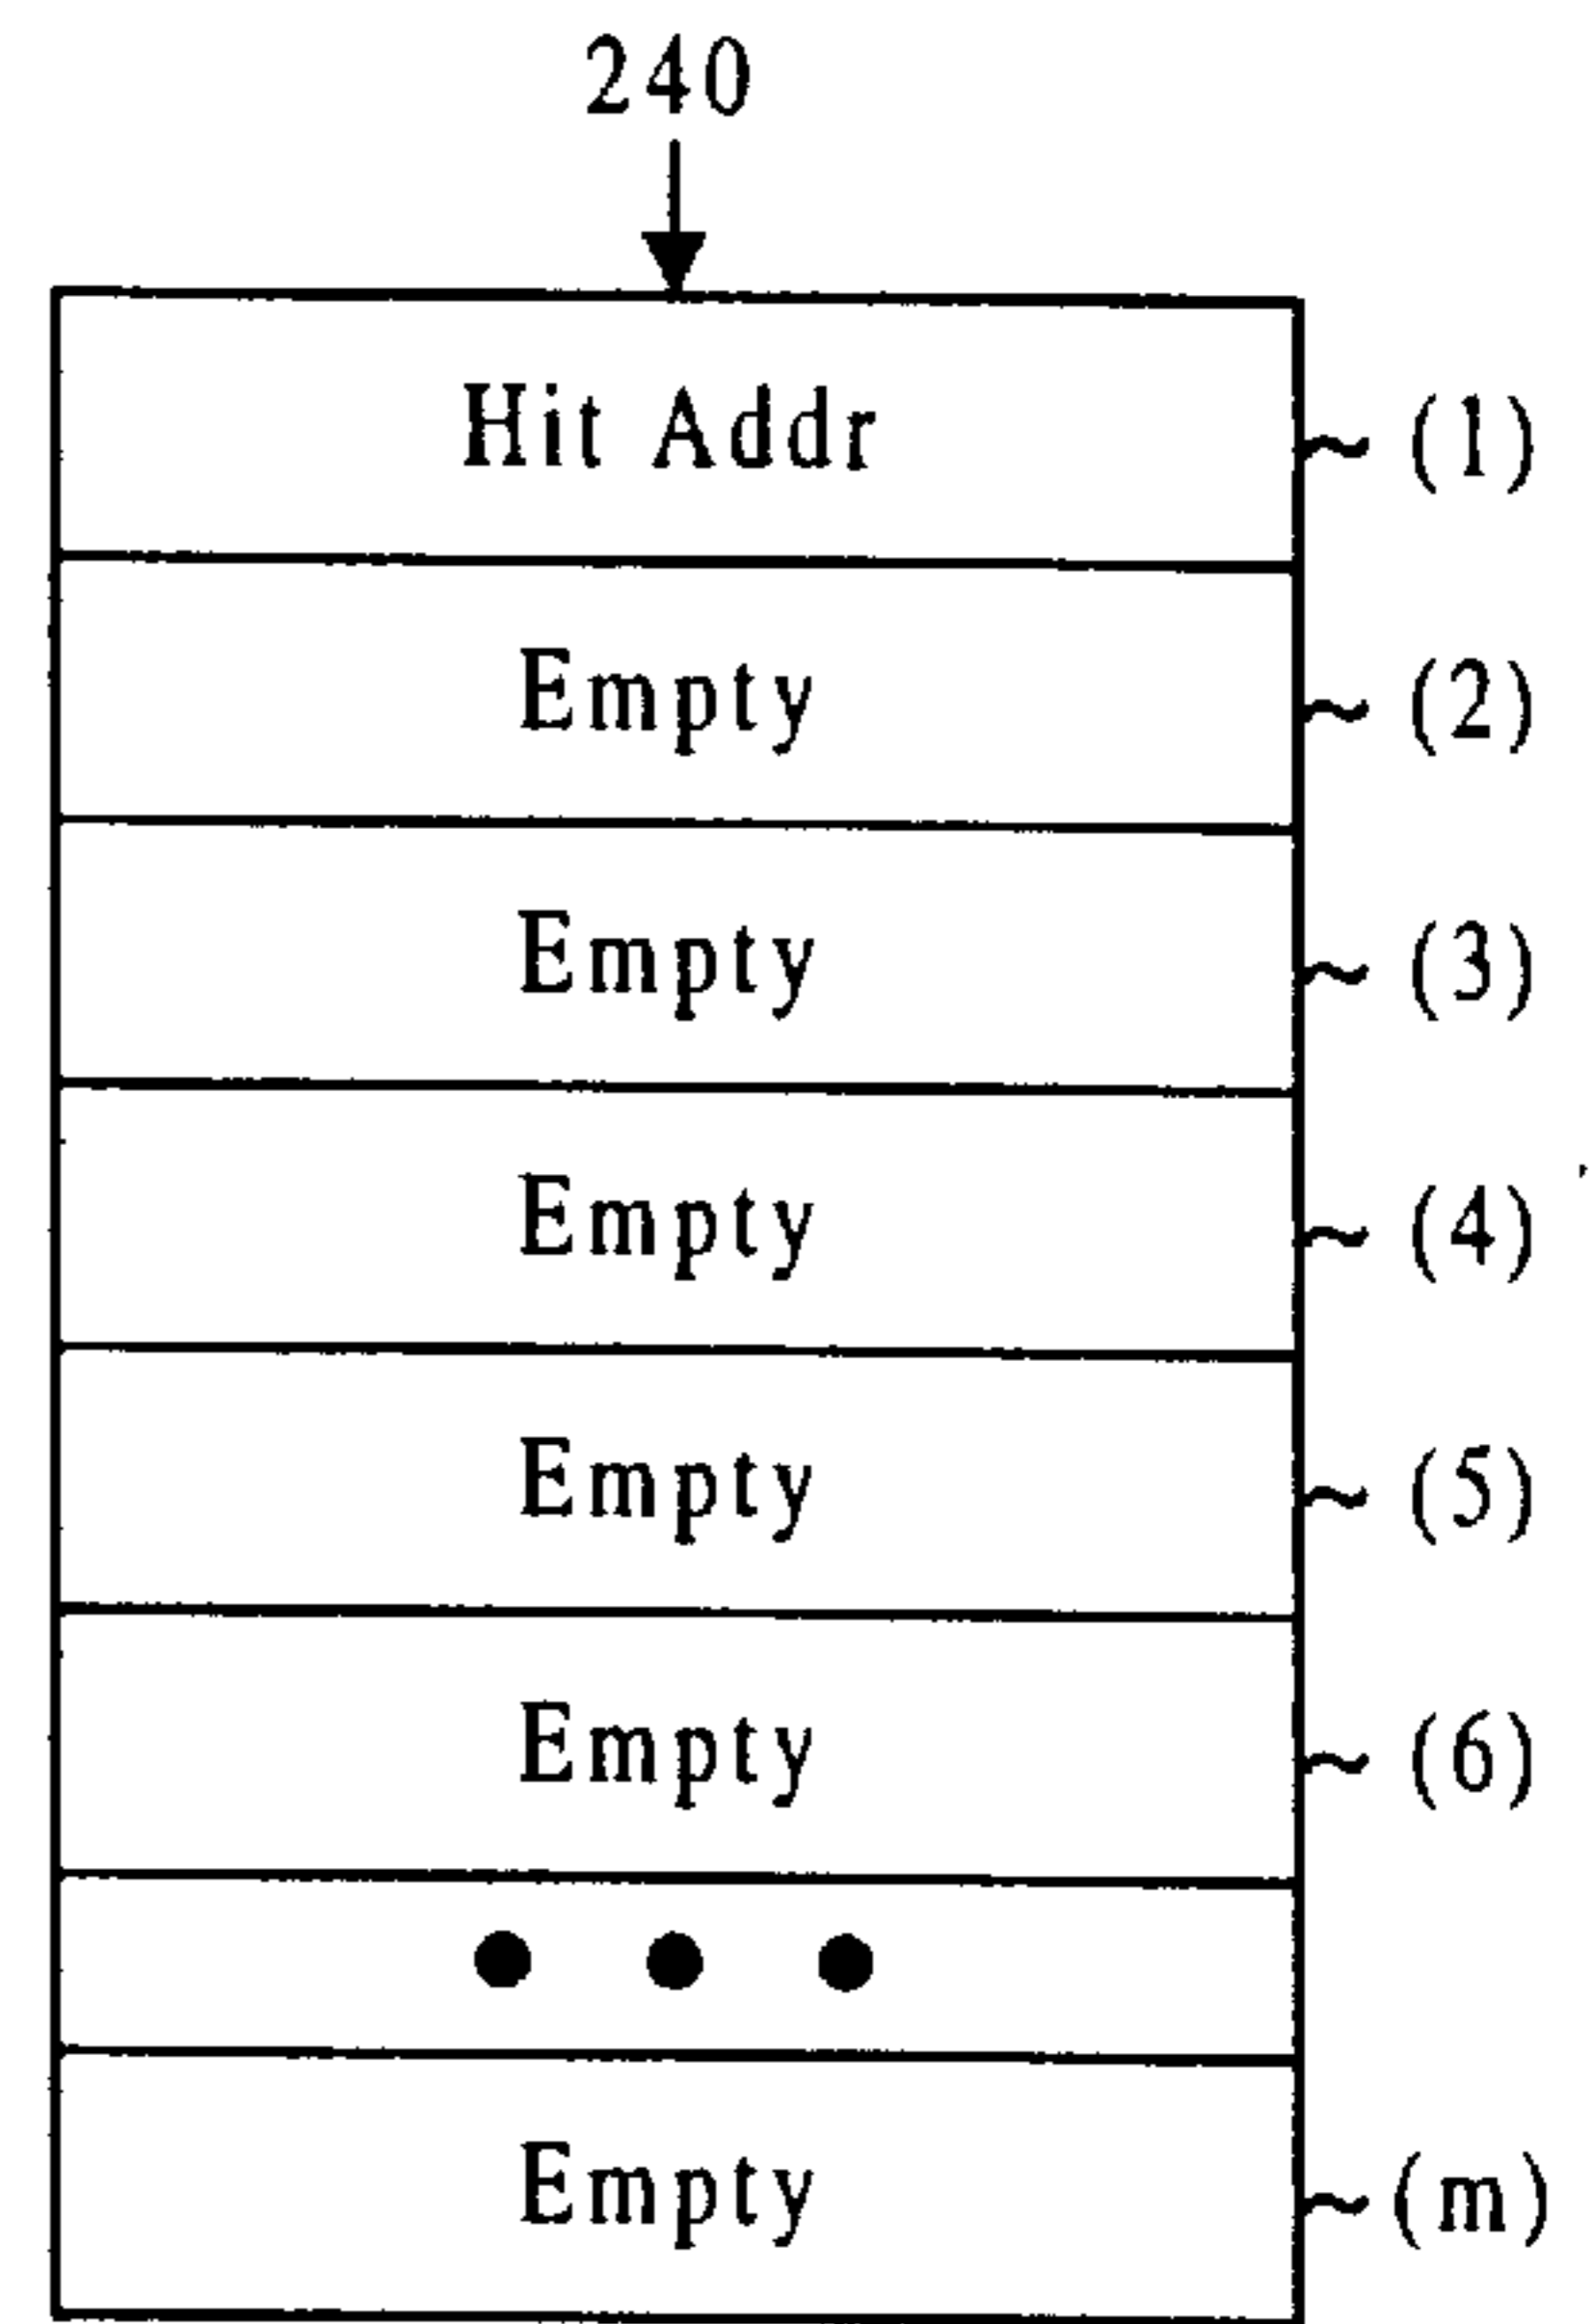 240
Hit Addr ~ (1)
Empty ~ (2)
Empty ~ (3)
Empty ~ (4)
Empty ~ (5)
Empty ~ (6)
● ● ●
Empty ~ (m)